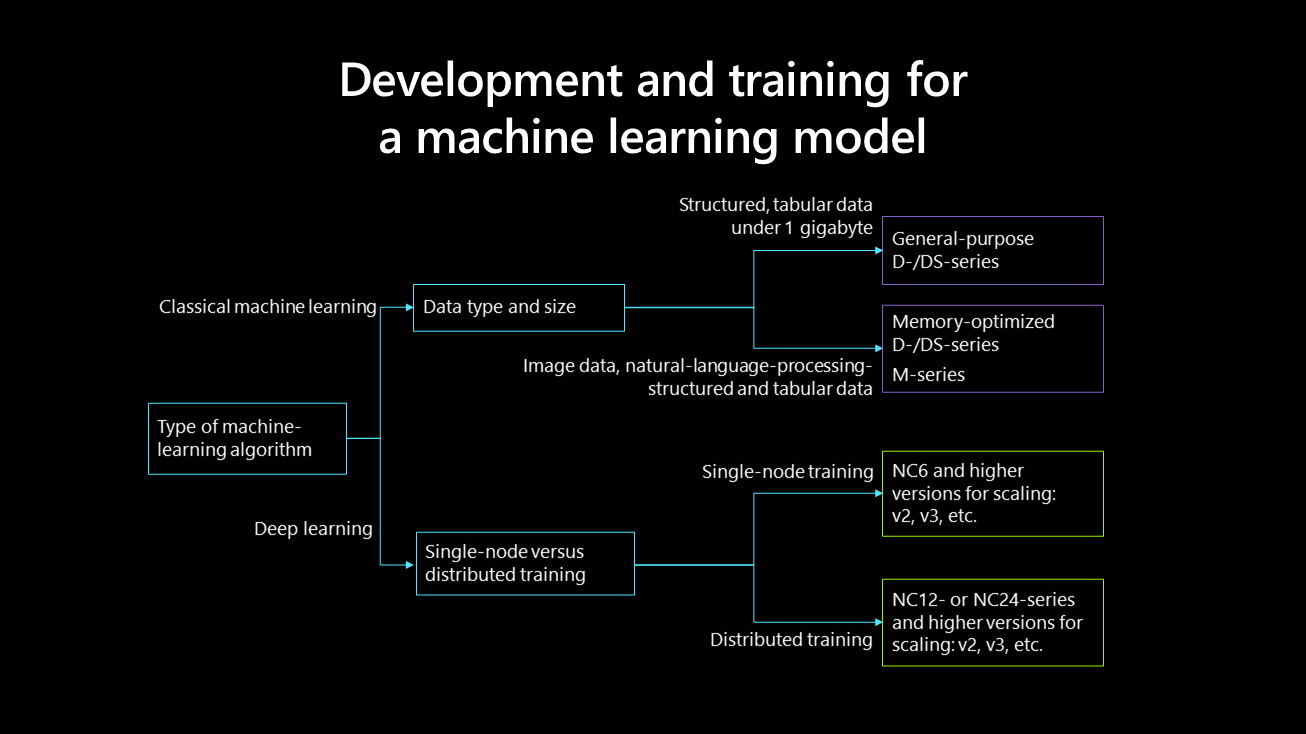 Development and training for
a machine learning model
Structured, tabular data
under 1 gigabyte
General-purpose
D-/DS-series
Classical machine learning
Data type and size
Memory-optimized
D-/DS-series
M-series
Image data, natural-language-processing-
structured and tabular data
Type of machine-
learning algorithm
Single-node training
NC6 and higher
versions for scaling:
v2, v3, etc.
Deep learning
Single-node versus
distributed training
NC12- or NC24-series
and higher versions for
scaling: v2, v3, etc.
Distributed training